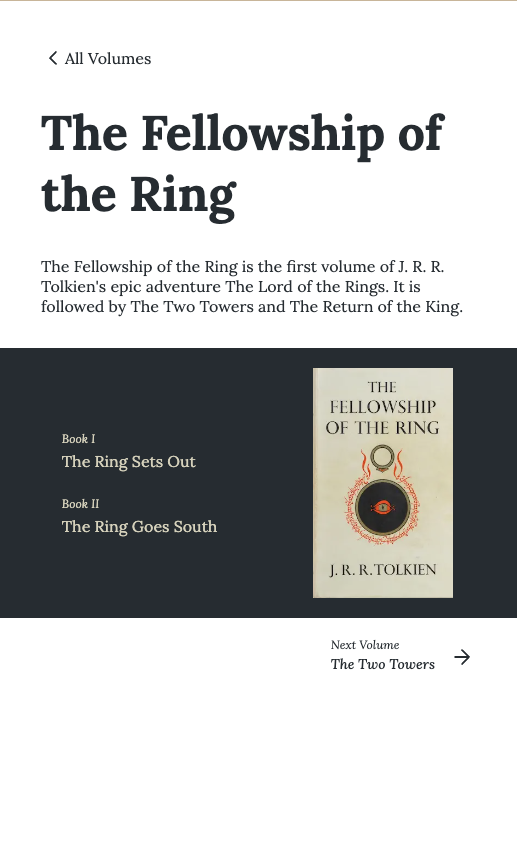 All Volumes
The Fellowship of
the Ring
The Fellowship of the Ring is the first volume of J. R. R.
Tolkien's epic adventure The Lord of the Rings. It is
followed by The Two Towers and The Return of the King.
Book I
The Ring Sets Out
Book II
The Ring Goes South
THE
FELLOWSHIP
OF THE RING
J. R. R. TOLKIEN
Next Volume
The Two Towers